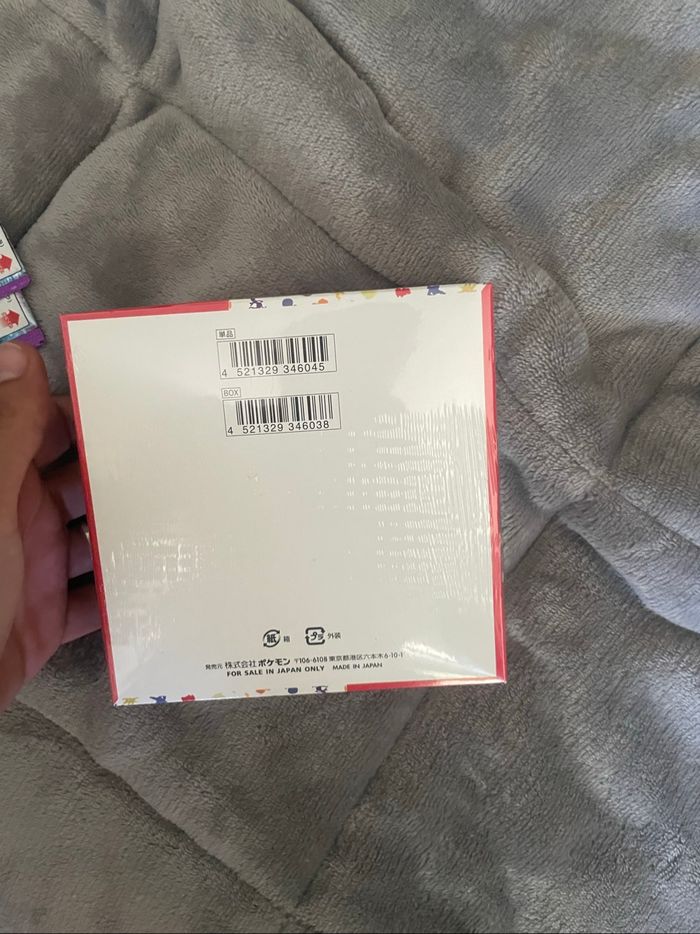 単品
4 521329 346045
BOX
4 521329 346038
紙 箱 プラ 外装
発売元 株式会社ポケモン 〒106-6108 東京都港区六本木6-10-1
FOR SALE IN JAPAN ONLY MADE IN JAPAN